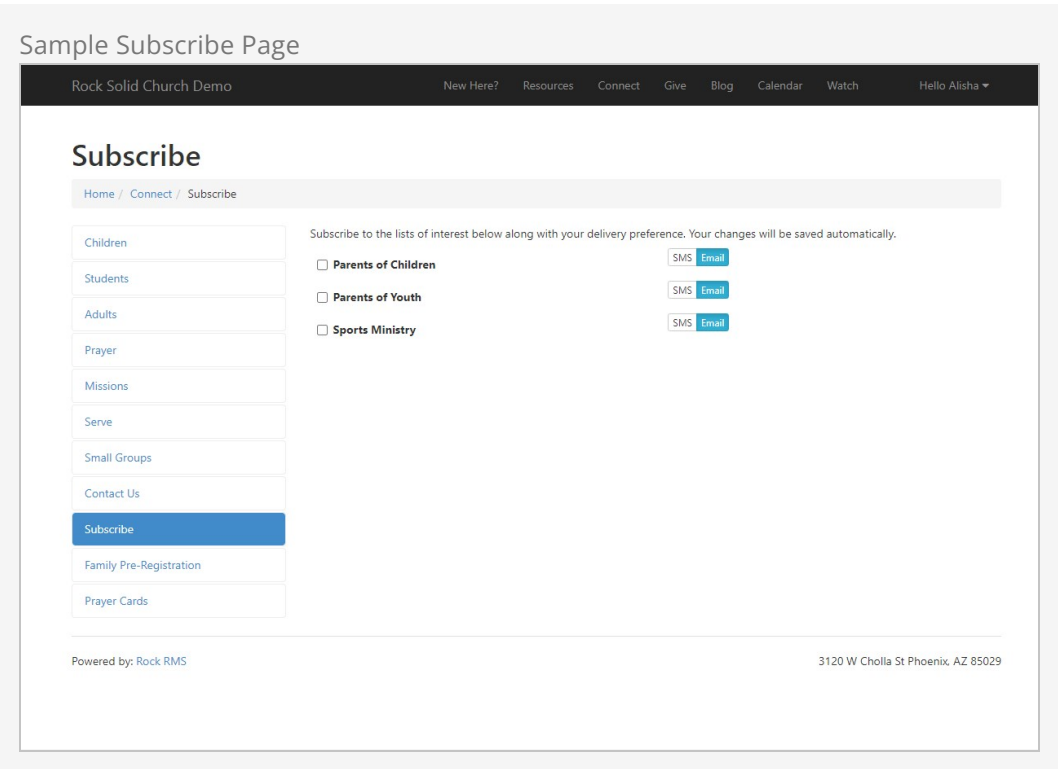 Sample Subscribe Page
Rock Solid Church Demo New Here? Resources Connect Give Blog Calendar Watch Hello Alisha
Subscribe
Home / Connect / Subscribe
Children
Students
Adults
Prayer
Missions
Serve
Small Groups
Contact Us
Subscribe
Family Pre-Registration
Prayer Cards
Subscribe to the lists of interest below along with your delivery preference. Your changes will be saved automatically.
Parents of Children SMS Email
Parents of Youth SMS Email
Sports Ministry SMS Email
Powered by: Rock RMS 3120 W Cholla St Phoenix, AZ 85029